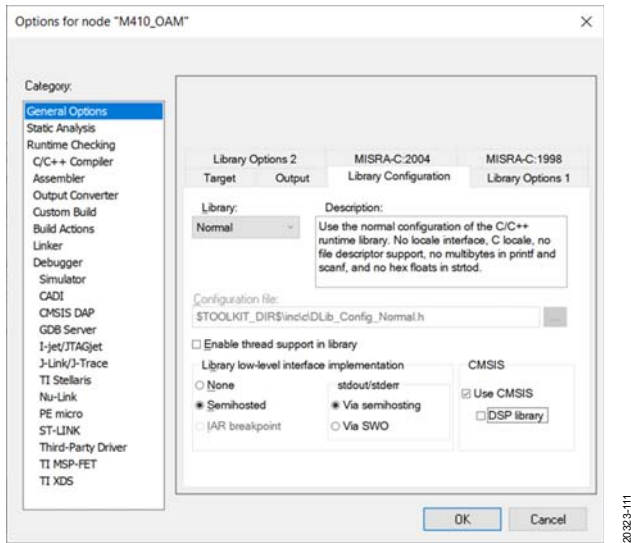 Options for node "M410_OAM"
Category:
General Options
Static Analysis
Runtime Checking
C/C++ Compiler
Assembler
Output Converter
Custom Build
Build Actions
Linker
Debugger
Simulator
CADI
CMSIS DAP
GDB Server
I-jet/JTAGjet
J-Link/J-Trace
TI Stellaris
Nu-Link
PE micro
ST-LINK
Third-Party Driver
TI MSP-FET
TI XDS
Library Options 2 MISRA-C:2004 MISRA-C:1998
Target Output Library Configuration Library Options 1
Library: Description:
Normal
Use the normal configuration of the C/C++
runtime library. No locale interface, C locale, no
file descriptor support, no multibytes in printf and
scanf, and no hex floats in strtod.
Configuration file:
$TOOLKIT_DIR$\inc\c\DLib_Config_Normal.h
...
Enable thread support in library
Library low-level interface implementation CMSIS
None stdout/stderr
Use CMSIS
Semihosted Via semihosting
DSP library
IAR breakpoint Via SWO
OK Cancel
20323-111